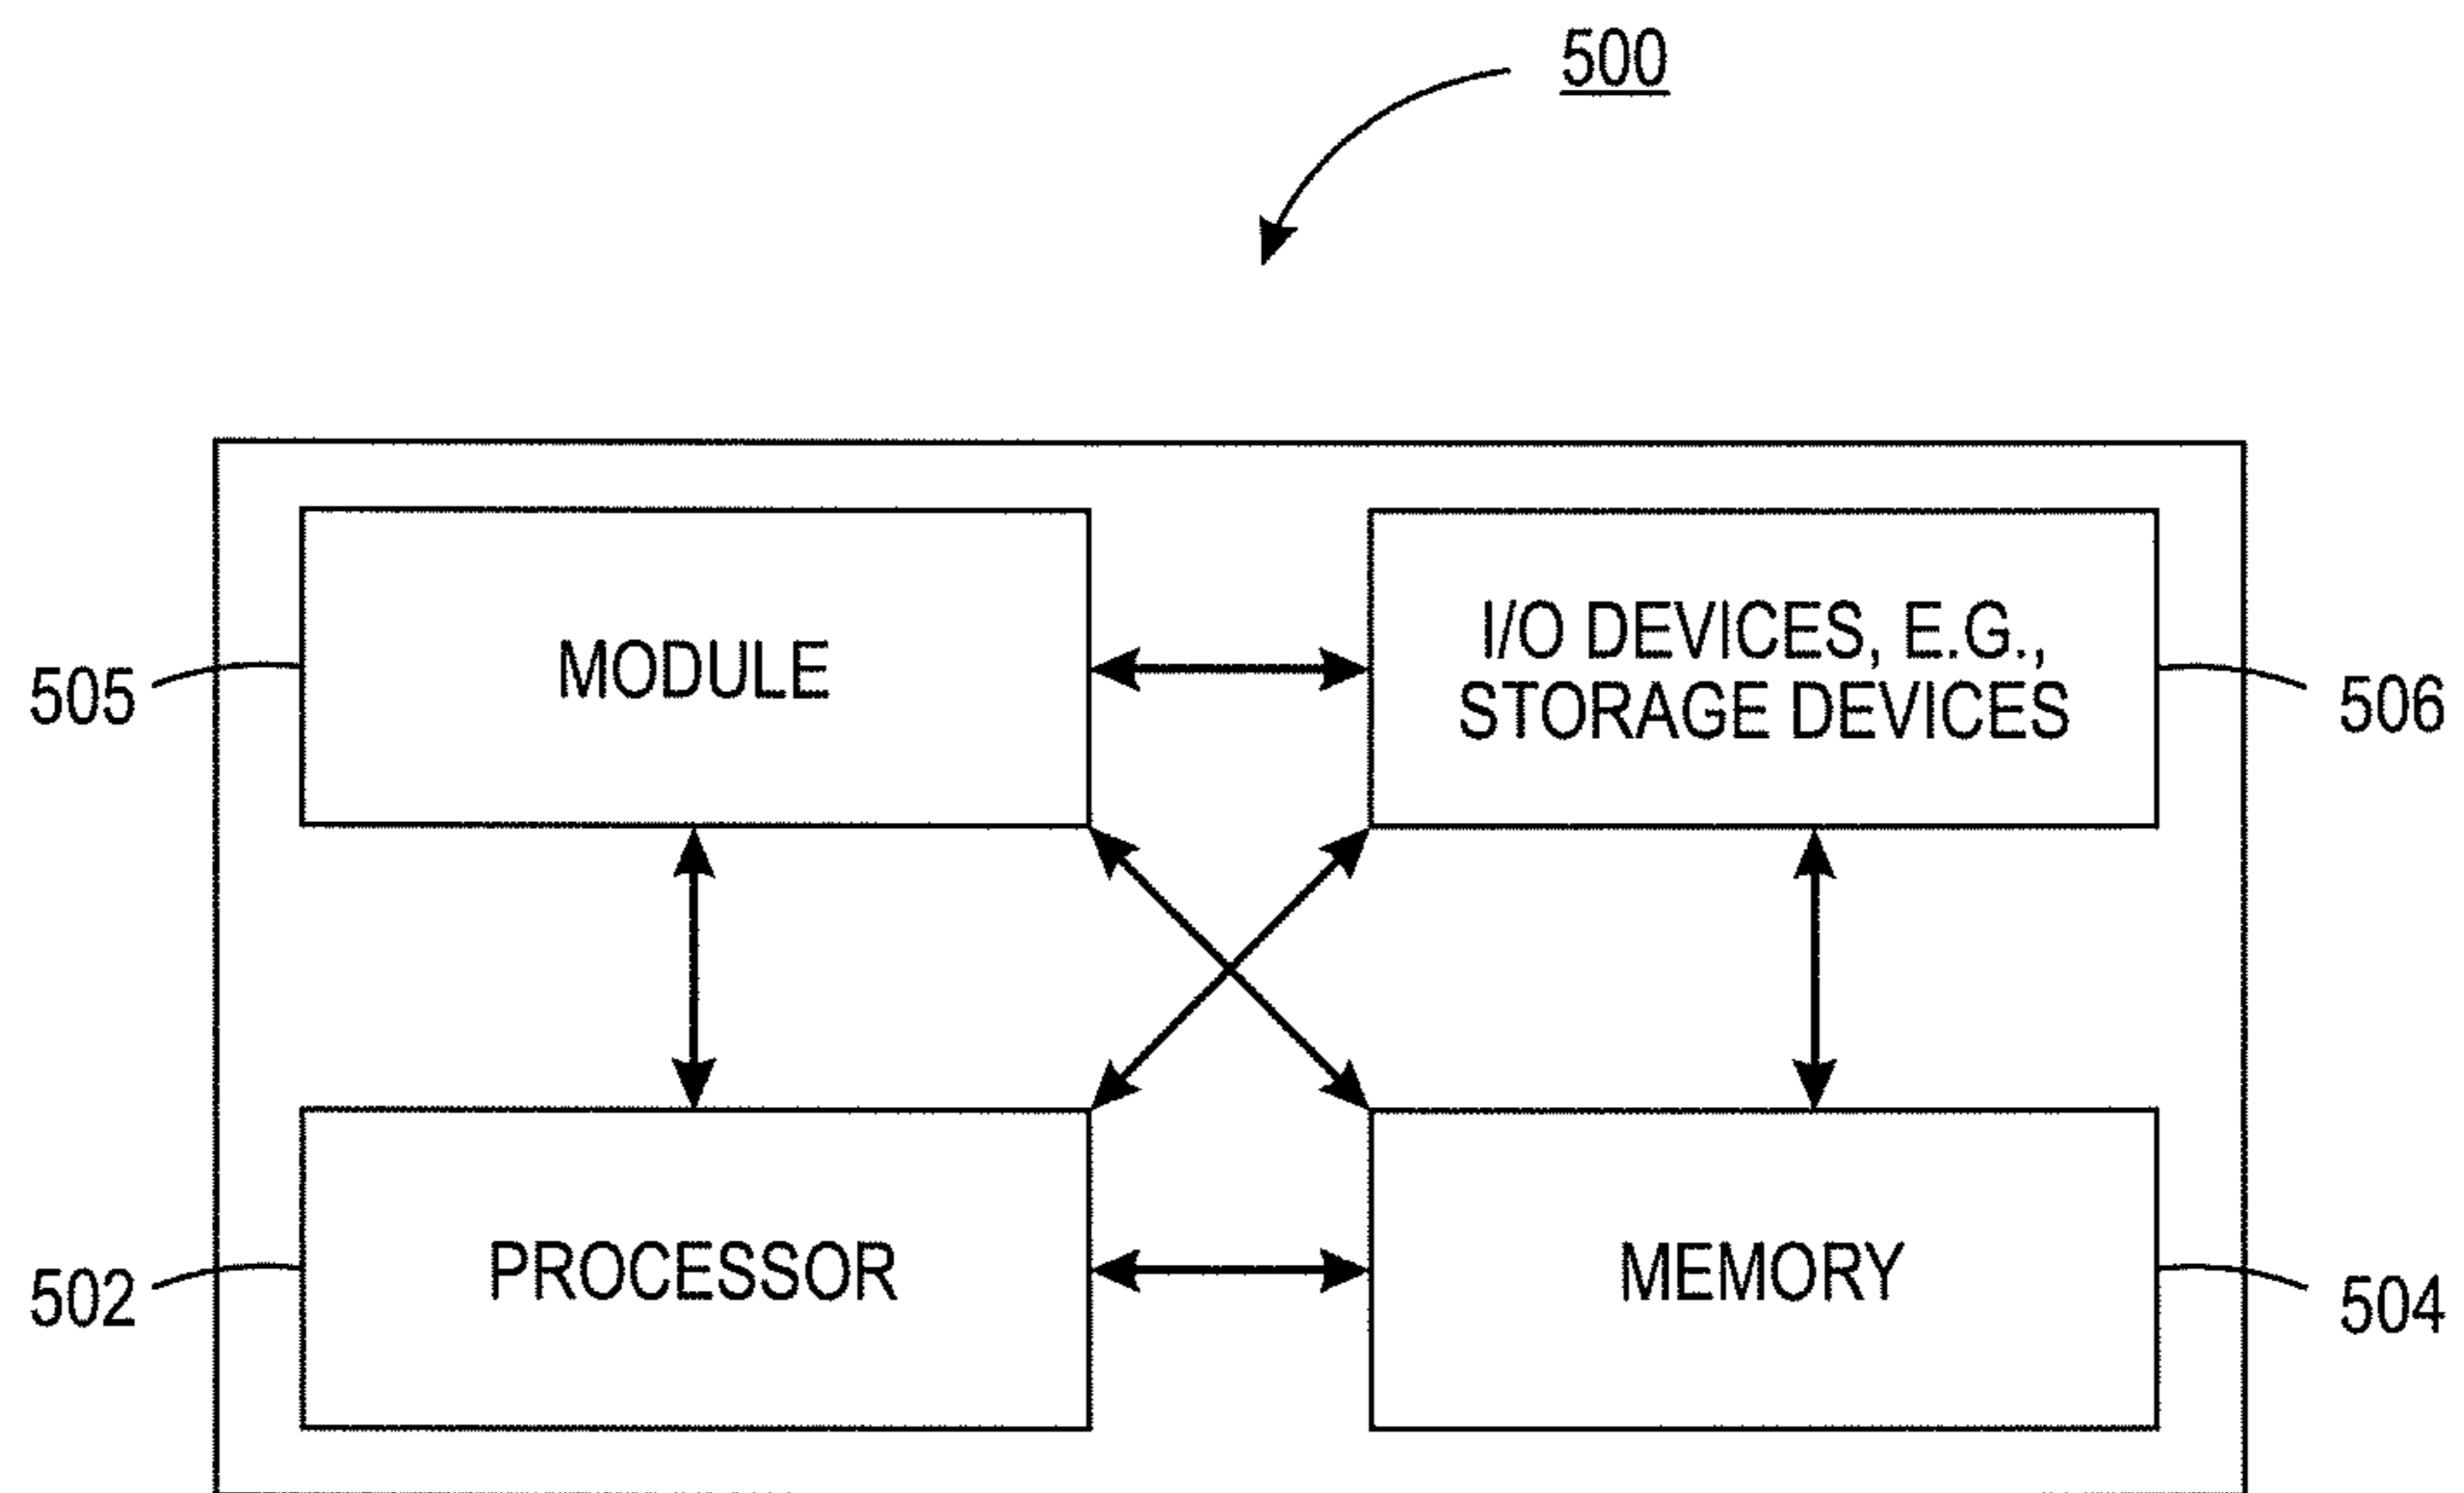 500
MODULE
I/O DEVICES, E.G.,
STORAGE DEVICES
505
506
PROCESSOR
MEMORY
502
504